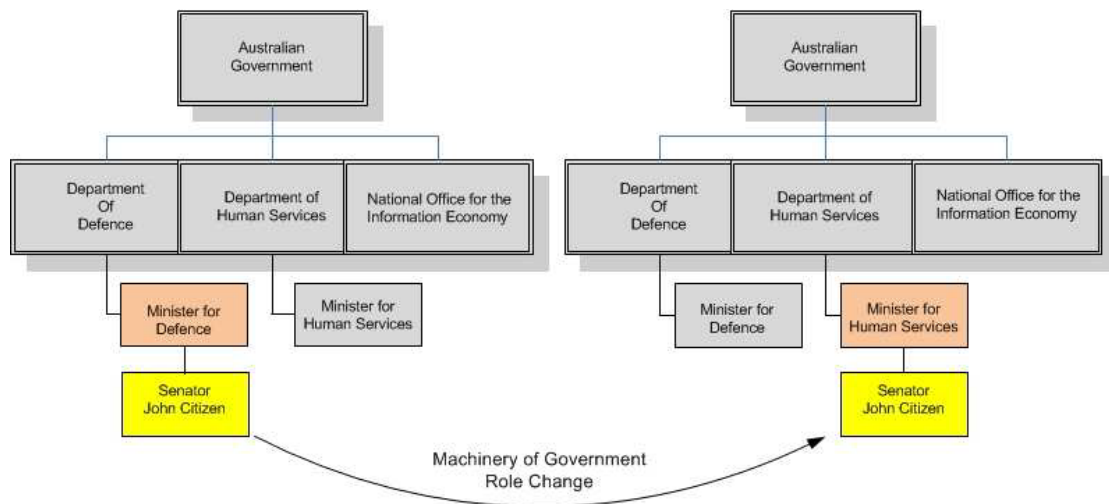 Australian
Government
Department
Of
Defence
Department of
Human Services
National Office for the
Information Economy
Minister for
Defence
Minister for
Human Services
Senator
John Citizen
Australian
Government
Department
Of
Defence
Department of
Human Services
National Office for the
Information Economy
Minister for
Defence
Minister for
Human Services
Senator
John Citizen
Machinery of Government
Role Change